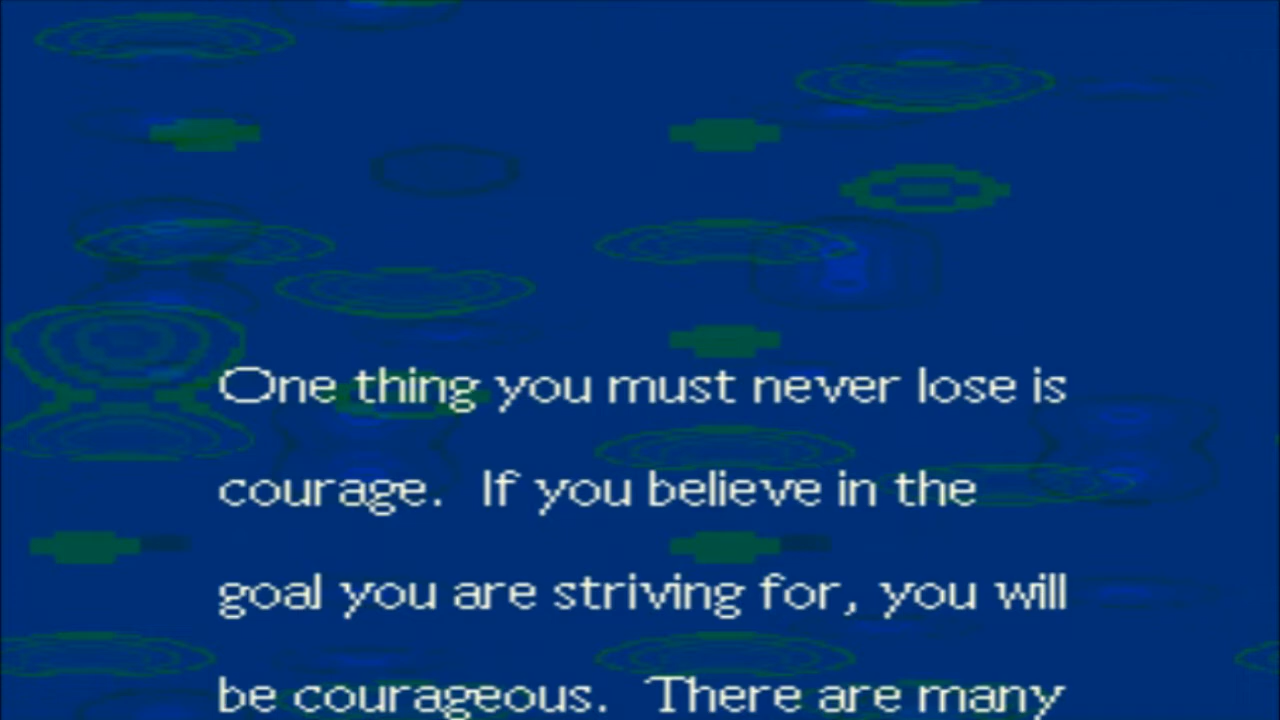 One thing you must never lose is
courage.  If you believe in the
goal you are striving for, you will
be courageous.  There are many